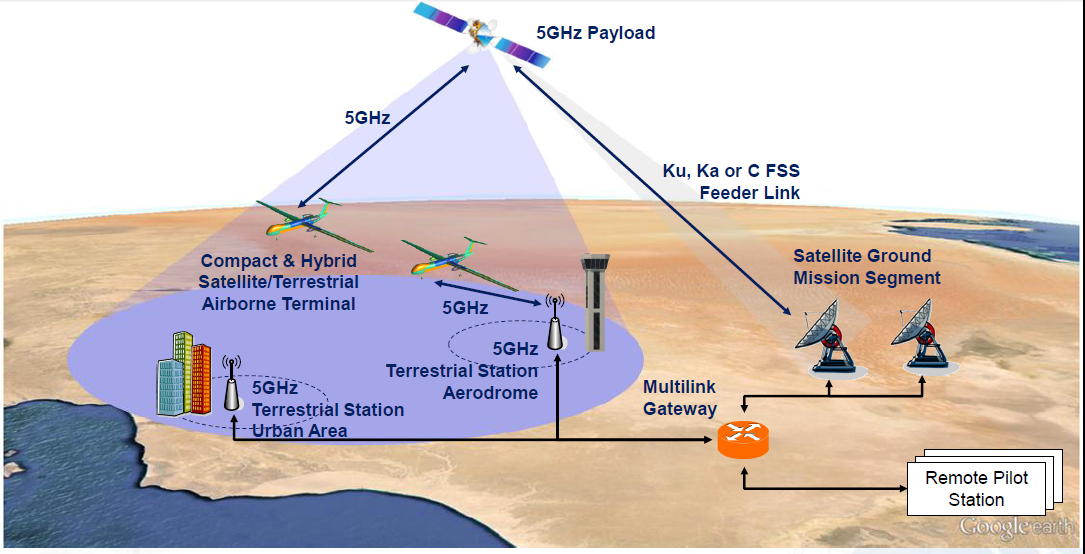 5GHz Payload
5GHz
Ku, Ka or C FSS
Feeder Link
Compact & Hybrid
Satellite/Terrestrial
Airborne Terminal
Satellite Ground
Mission Segment
5GHz
5GHz
Terrestrial Station
Aerodrome
5GHz
Terrestrial Station
Urban Area
Multilink
Gateway
Remote Pilot
Station
Google earth